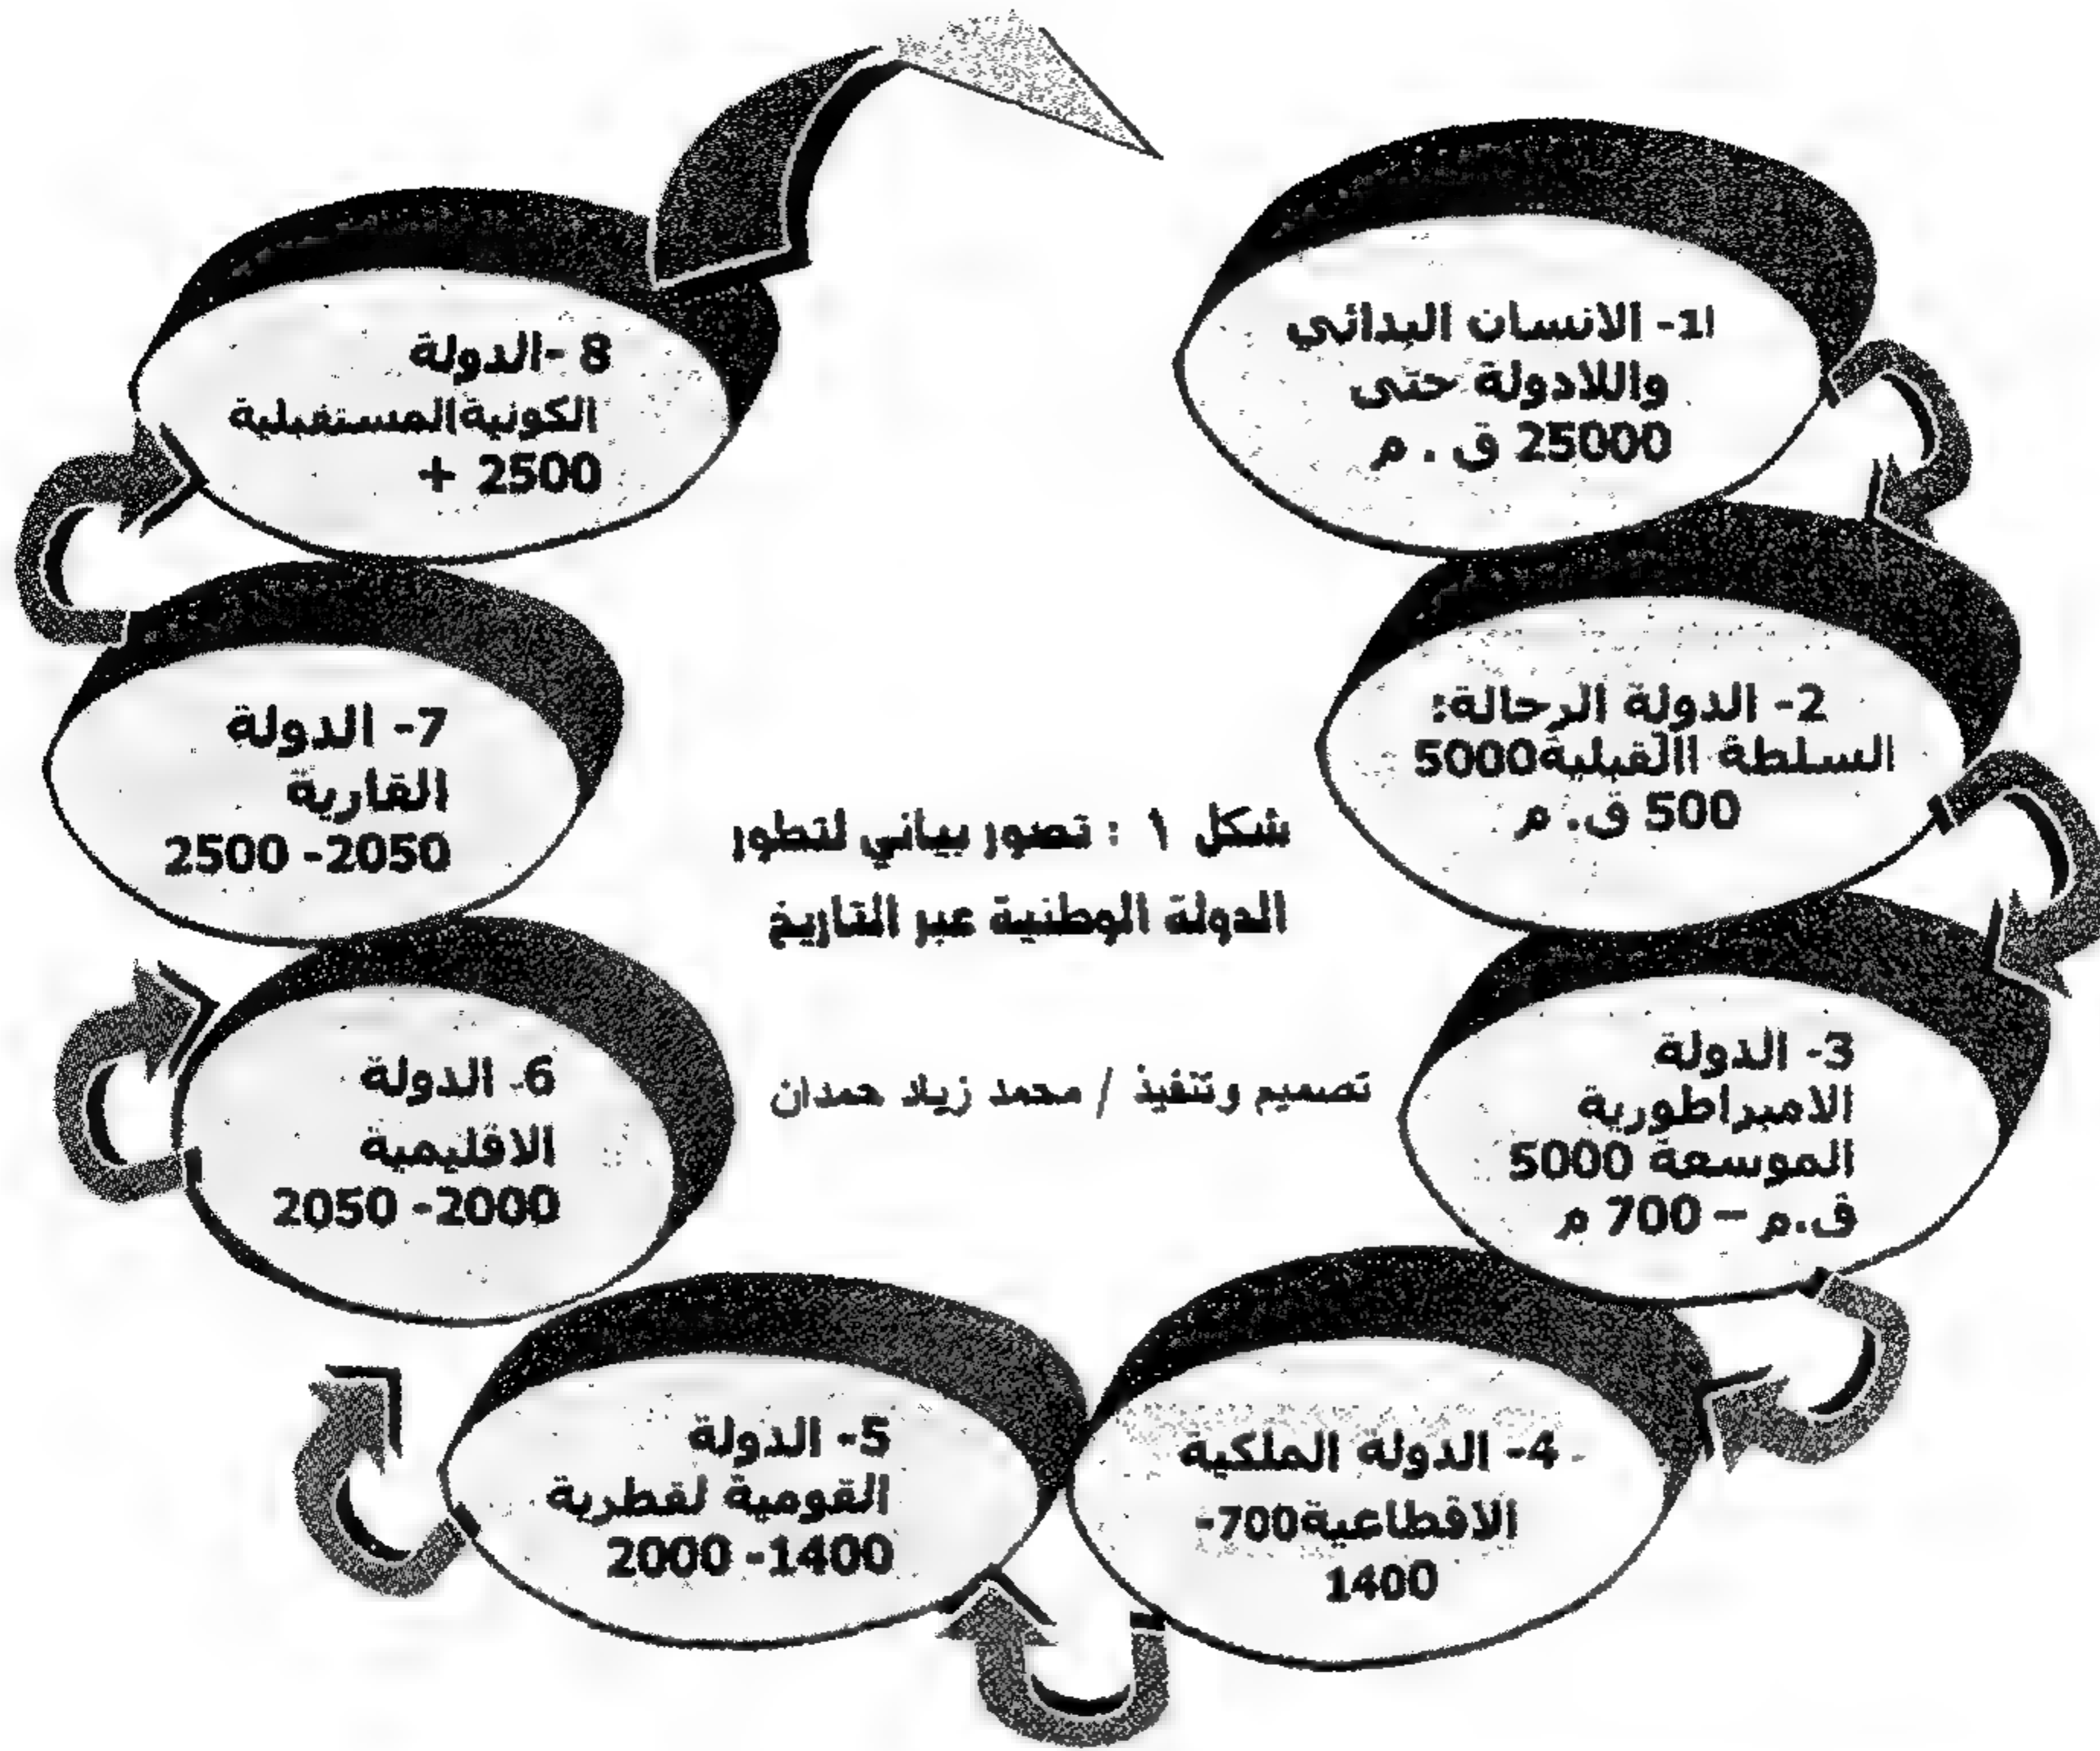 1- الانسان البدائي
واللادولة حتى
25000 ق . م
2- الدولة الرحالة:
السلطة االقبلية5000
500 ق. م
3- الدولة
الامبراطورية
الموسعة 5000
ق.م – 700 م
4- الدولة الملكية
الاقطاعية700-
1400
5- الدولة
القومية لقطرية
1400- 2000
6- الدولة
الاقليمية
2000- 2050
7- الدولة
القارية
2050- 2500
8 -الدولة
الكونيةالمستقبلية
2500 +
شكل ١ : تصور بياني لتطور
الدولة الوطنية عبر التاريخ
تصميم وتنفيذ / محمد زياد حمدان